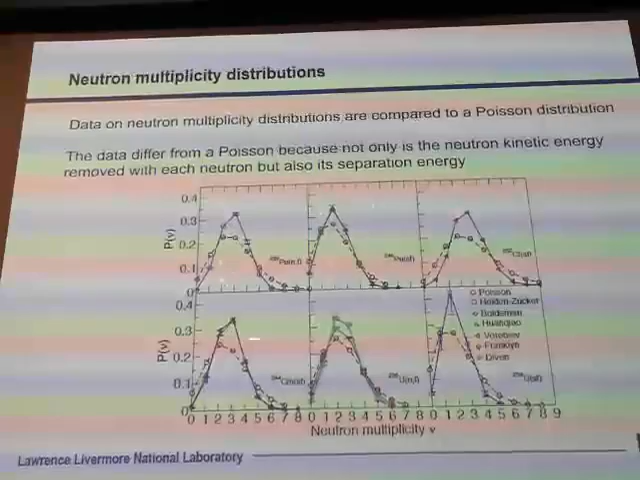 Neutron multiplicity distributions
Data on neutron multiplicity distributions are compared to a Poisson distribution
The data differ from a Poisson because not only is the neutron kinetic energy
removed with each neutron but also its separation energy
0.4
0.3
0.2
0.1
0
P(ν)
0.4
0.3
0.2
0.1
0
P(ν)
Poisson
Holden-Zucker
Boldeman
Huanqiao
Vorobiev
Franklyn
Diven
0 1 2 3 4 5 6 7 8 0 1 2 3 4 5 6 7 8 0 1 2 3 4 5 6 7 8 9
Neutron multiplicity ν
Lawrence Livermore National Laboratory